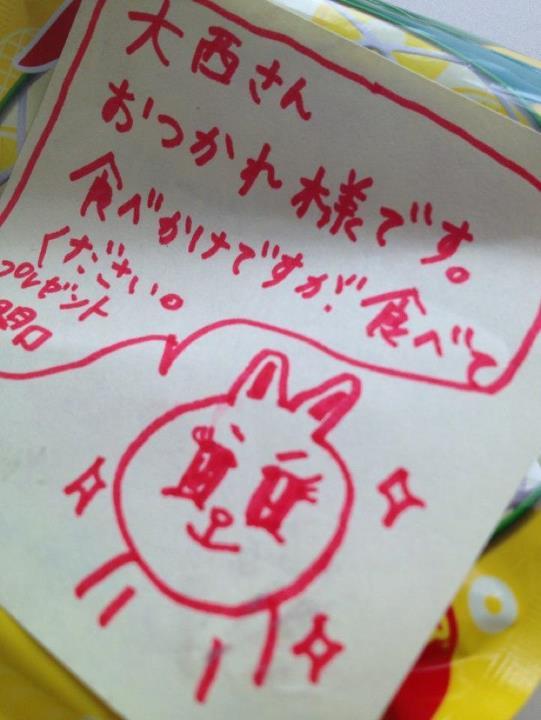 大西さん
おつかれ様です。
食べかけですが、食べて
ください。
プレゼント